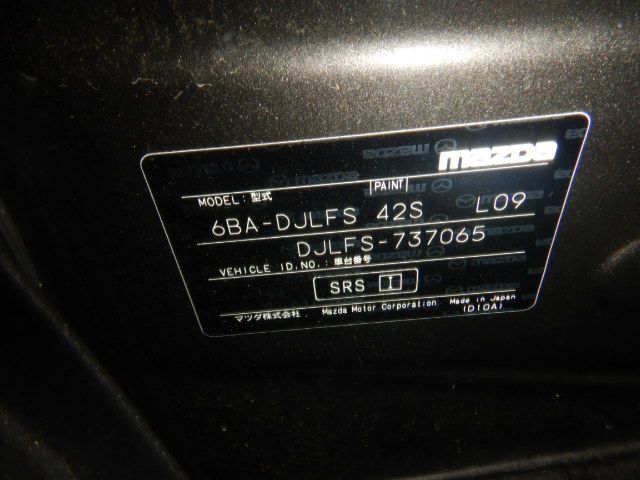 mazda
MODEL: 型式 PAINT
6BA-DJLFS 42S L09
DJLFS-737065
VEHICLE ID.NO.: 車台番号
SRS I
マツダ株式会社 Mazda Motor Corporation Made in Japan
(D10A)